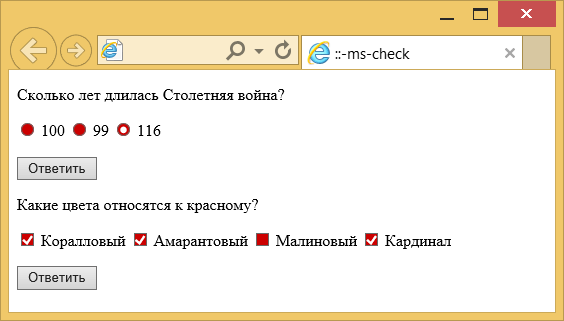 ::-ms-check
Сколько лет длилась Столетняя война?
100 99 116
Ответить
Какие цвета относятся к красному?
Коралловый Амарантовый Малиновый Кардинал
Ответить